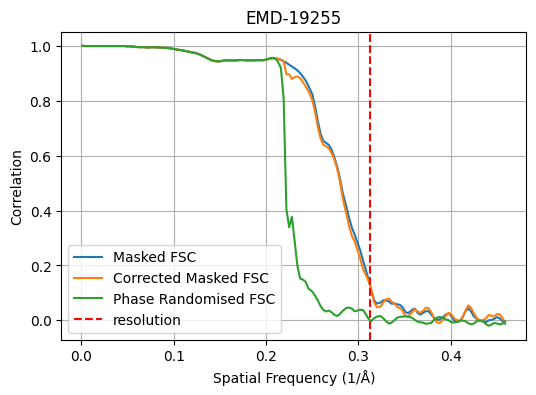 EMD-19255
1.0
0.8
0.6
0.4
0.2
0.0
Correlation
Masked FSC
Corrected Masked FSC
Phase Randomised FSC
resolution
0.0 0.1 0.2 0.3 0.4
Spatial Frequency (1/Å)